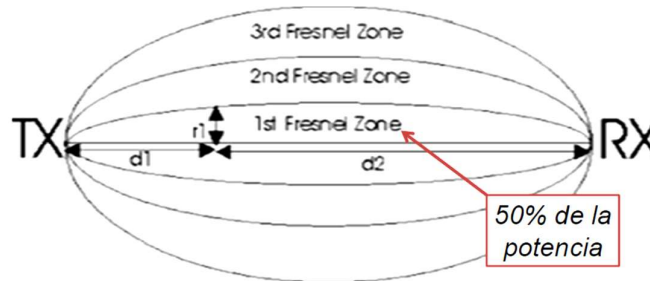 3rd Fresnel Zone
2nd Fresnel Zone
1st Fresnel Zone
TX
r1
RX
d1
d2
50% de la
potencia